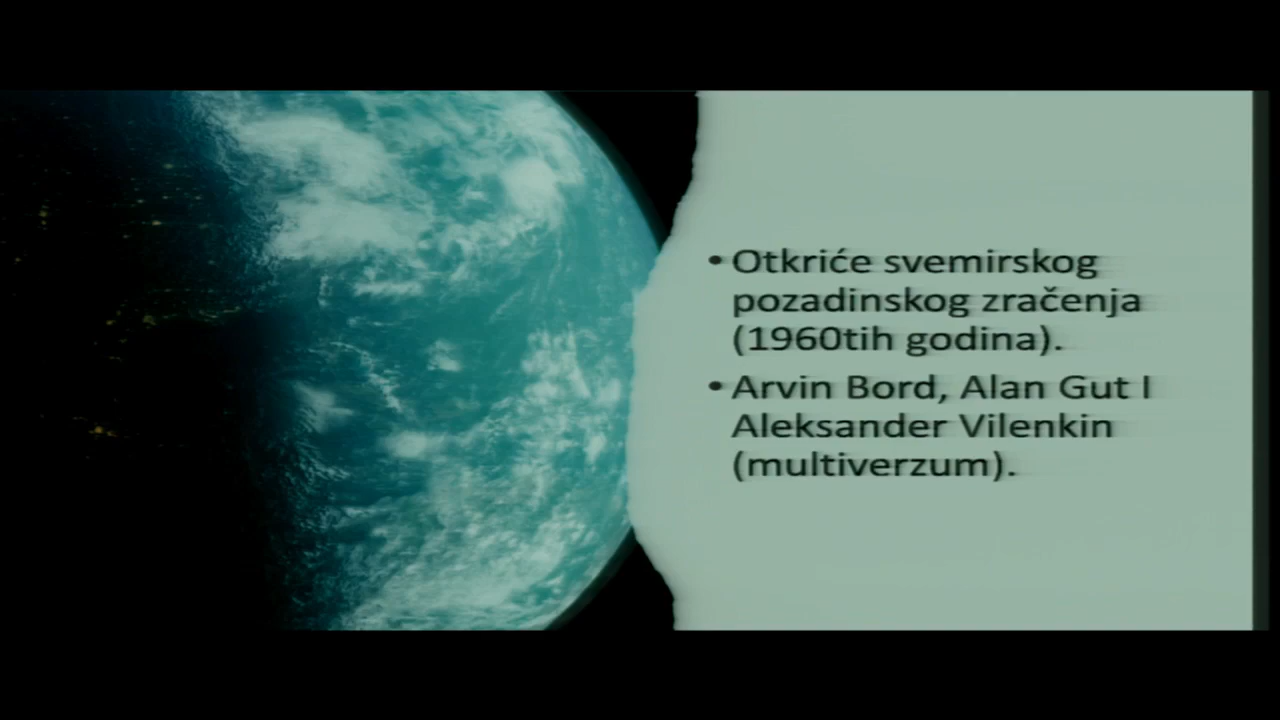 • Otkriće svemirskog
pozadinskog zračenja
(1960tih godina).
• Arvin Bord, Alan Gut I
Aleksander Vilenkin
(multiverzum).